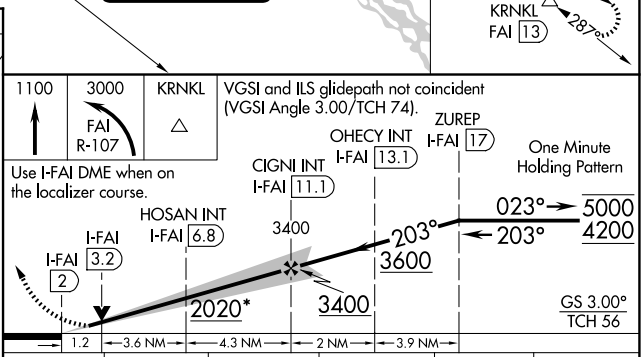 KRNKL
FAI 13
287°
1100
3000
FAI
R-107
KRNKL
VGSI and ILS glidepath not coincident
(VGSI Angle 3.00/TCH 74).
Use I-FAI DME when on
the localizer course.
ZUREP
I-FAI 17
OHECY INT
I-FAI 13.1
CIGNI INT
I-FAI 11.1
HOSAN INT
I-FAI 6.8
I-FAI
3.2
I-FAI
2
One Minute
Holding Pattern
023° 5000
203° 4200
3400
203°
3600
2020*
3400
GS 3.00°
TCH 56
1.2 3.6 NM 4.3 NM 2 NM 3.9 NM